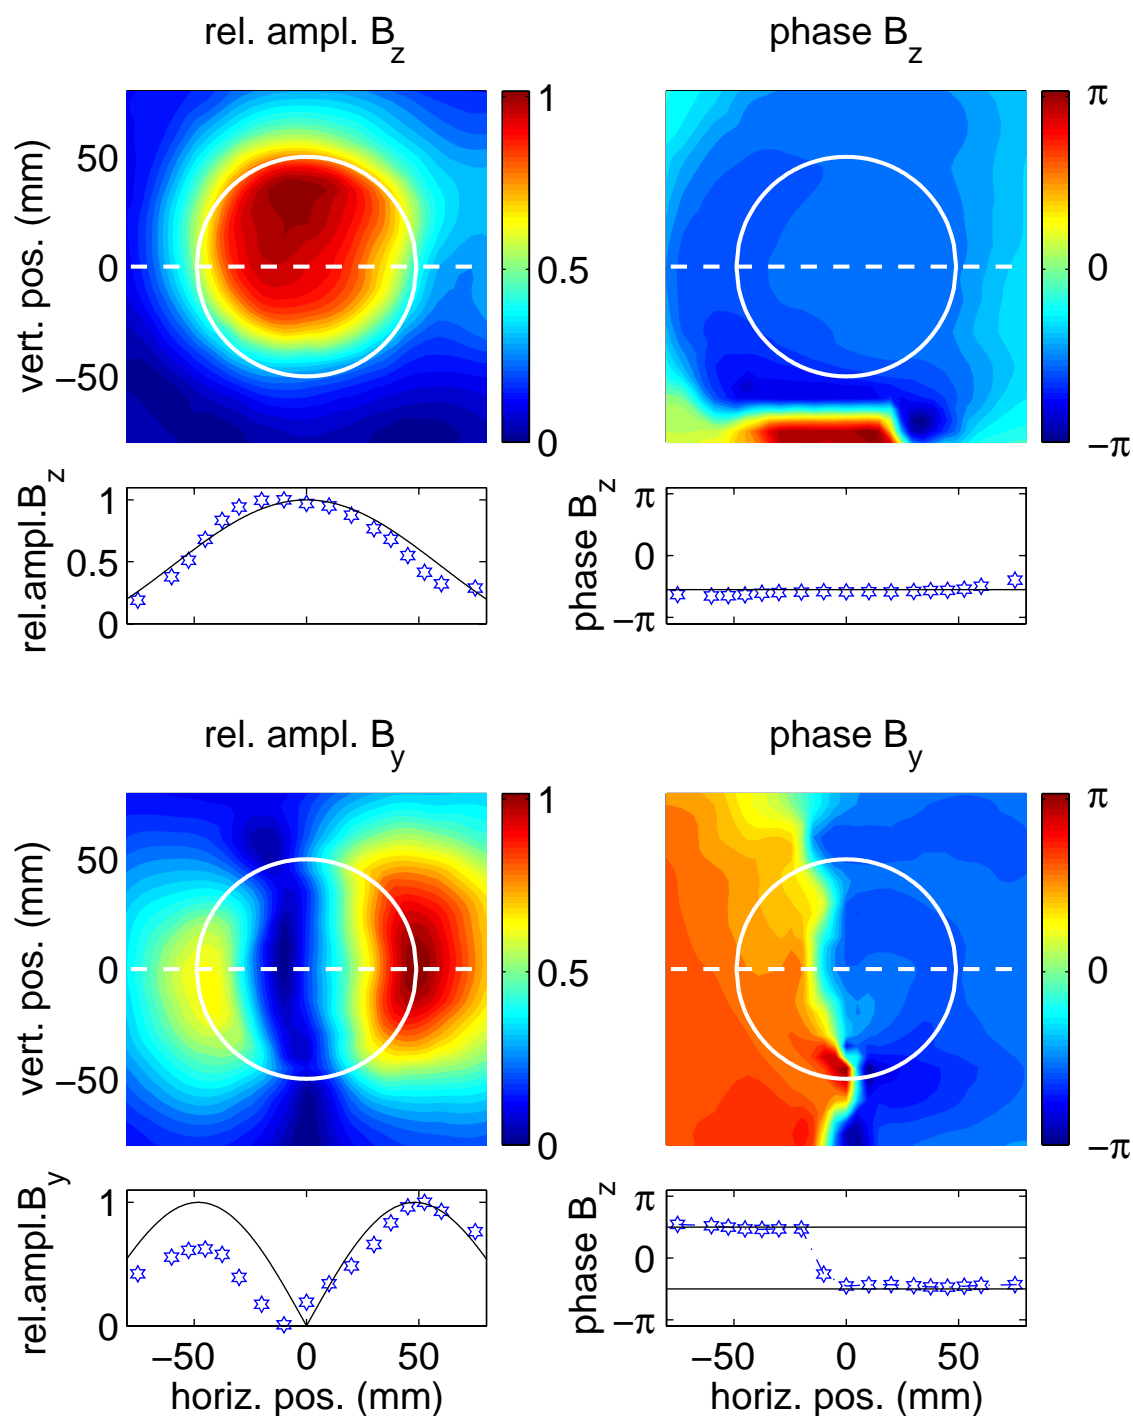 rel. ampl. Bz
phase Bz
vert. pos. (mm)
50
0
−50
1
0.5
0
π
0
−π
rel.ampl.Bz
1
0.5
0
phase Bz
π
0
−π
rel. ampl. By
phase By
vert. pos. (mm)
50
0
−50
1
0.5
0
π
0
−π
rel.ampl.By
1
0
phase Bz
π
0
−π
−50 0 50
−50 0 50
horiz. pos. (mm)
horiz. pos. (mm)